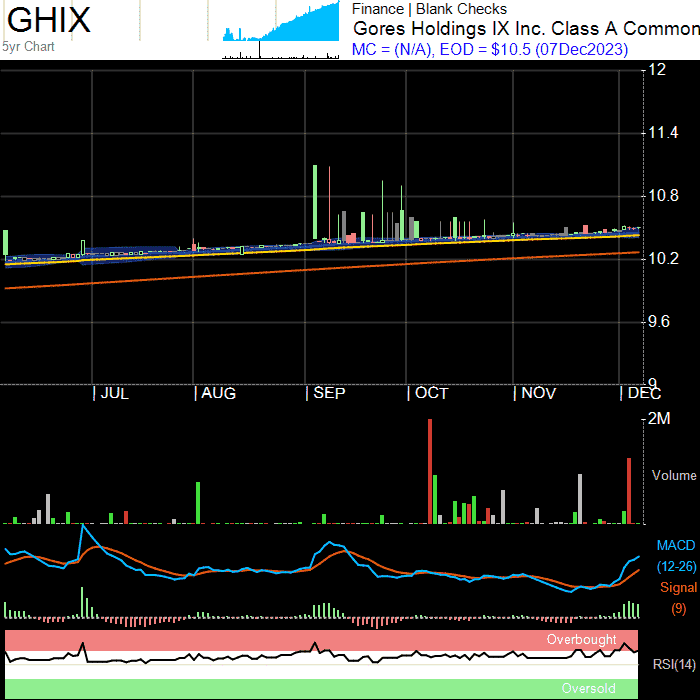 GHIX
5yr Chart
Finance | Blank Checks
Gores Holdings IX Inc. Class A Common
MC = (N/A), EOD = $10.5 (07Dec2023)
12
11.4
10.8
10.2
9.6
9
JUL
AUG
SEP
OCT
NOV
DEC
2M
Volume
MACD
(12-26)
Signal
(9)
Overbought
RSI(14)
Oversold